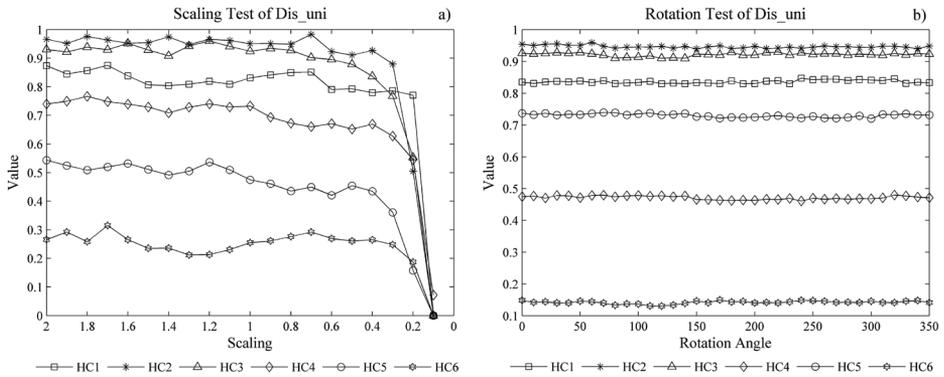 Scaling Test of Dis_uni
a)
1
0.9
0.8
0.7
0.6
0.5
0.4
0.3
0.2
0.1
0
Value
2 1.8 1.6 1.4 1.2 1 0.8 0.6 0.4 0.2 0
Scaling
HC1 HC2 HC3 HC4 HC5 HC6
Rotation Test of Dis_uni
b)
1
0.9
0.8
0.7
0.6
0.5
0.4
0.3
0.2
0.1
Value
0 50 100 150 200 250 300 350
Rotation Angle
HC1 HC2 HC3 HC4 HC5 HC6